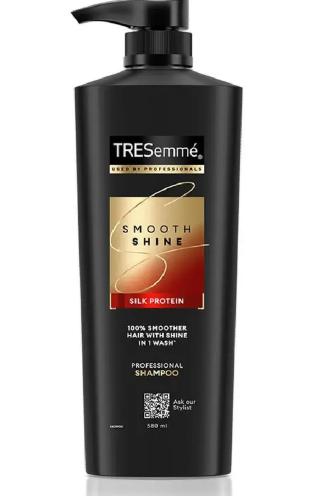 TRESemmé®
USED BY PROFESSIONALS
SMOOTH
SHINE
SILK PROTEIN
100% SMOOTHER
HAIR WITH SHINE
IN 1 WASH*
PROFESSIONAL
SHAMPOO
Ask our
Stylist
580 ml